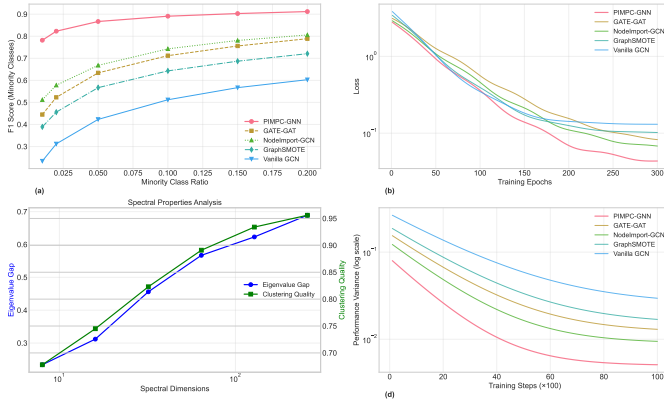 0.9
0.8
0.7
0.6
0.5
0.4
0.3
F1 Score (Minority Classes)
PIMPC-GNN
GATE-GAT
NodeImport-GCN
GraphSMOTE
Vanilla GCN
0.025 0.050 0.075 0.100 0.125 0.150 0.175 0.200
Minority Class Ratio
(a)
10⁰
10⁻¹
Loss
PIMPC-GNN
GATE-GAT
NodeImport-GCN
GraphSMOTE
Vanilla GCN
0 50 100 150 200 250 300
Training Epochs
(b)
Spectral Properties Analysis
0.7
0.6
0.5
0.4
0.3
Eigenvalue Gap
Eigenvalue Gap
Clustering Quality
0.95
0.90
0.85
0.80
0.75
0.70
Clustering Quality
10¹ 10²
Spectral Dimensions
10⁻¹
10⁻²
Performance Variance (log scale)
PIMPC-GNN
GATE-GAT
NodeImport-GCN
GraphSMOTE
Vanilla GCN
0 20 40 60 80 100
Training Steps (×100)
(d)